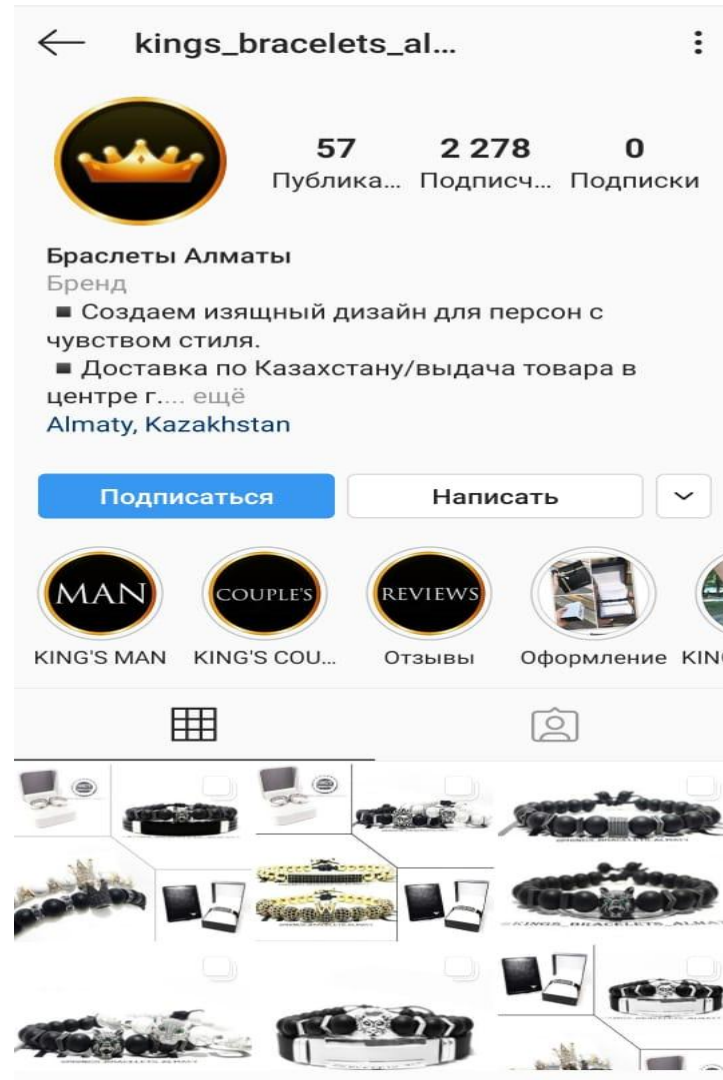 kings_bracelets_al...
57 2 278 0
Публика... Подписч... Подписки
Браслеты Алматы
Бренд
Создаем изящный дизайн для персон с
чувством стиля.
Доставка по Казахстану/выдача товара в
центре г.... ещё
Almaty, Kazakhstan
Подписаться Написать
MAN COUPLE'S REVIEWS
KING'S MAN KING'S COU... Отзывы Оформление KIN
@KINGS_BRACELETS_ALMA